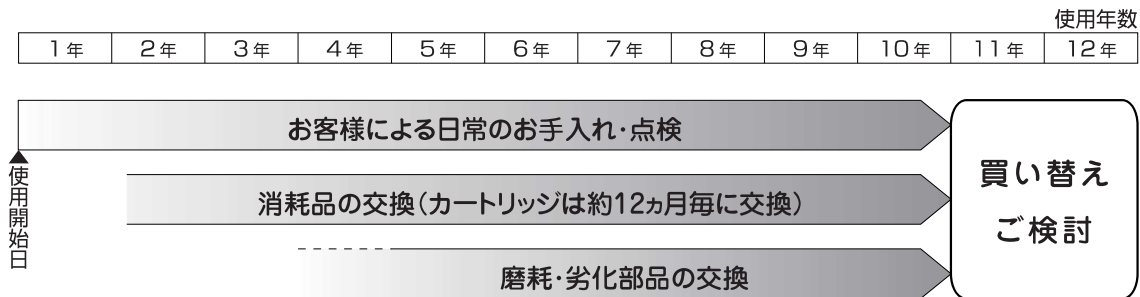 使用年数
1年 2年 3年 4年 5年 6年 7年 8年 9年 10年 11年 12年
お客様による日常のお手入れ・点検
消耗品の交換(カートリッジは約12ヵ月毎に交換)
磨耗・劣化部品の交換
買い替え
ご検討
▲使用開始日